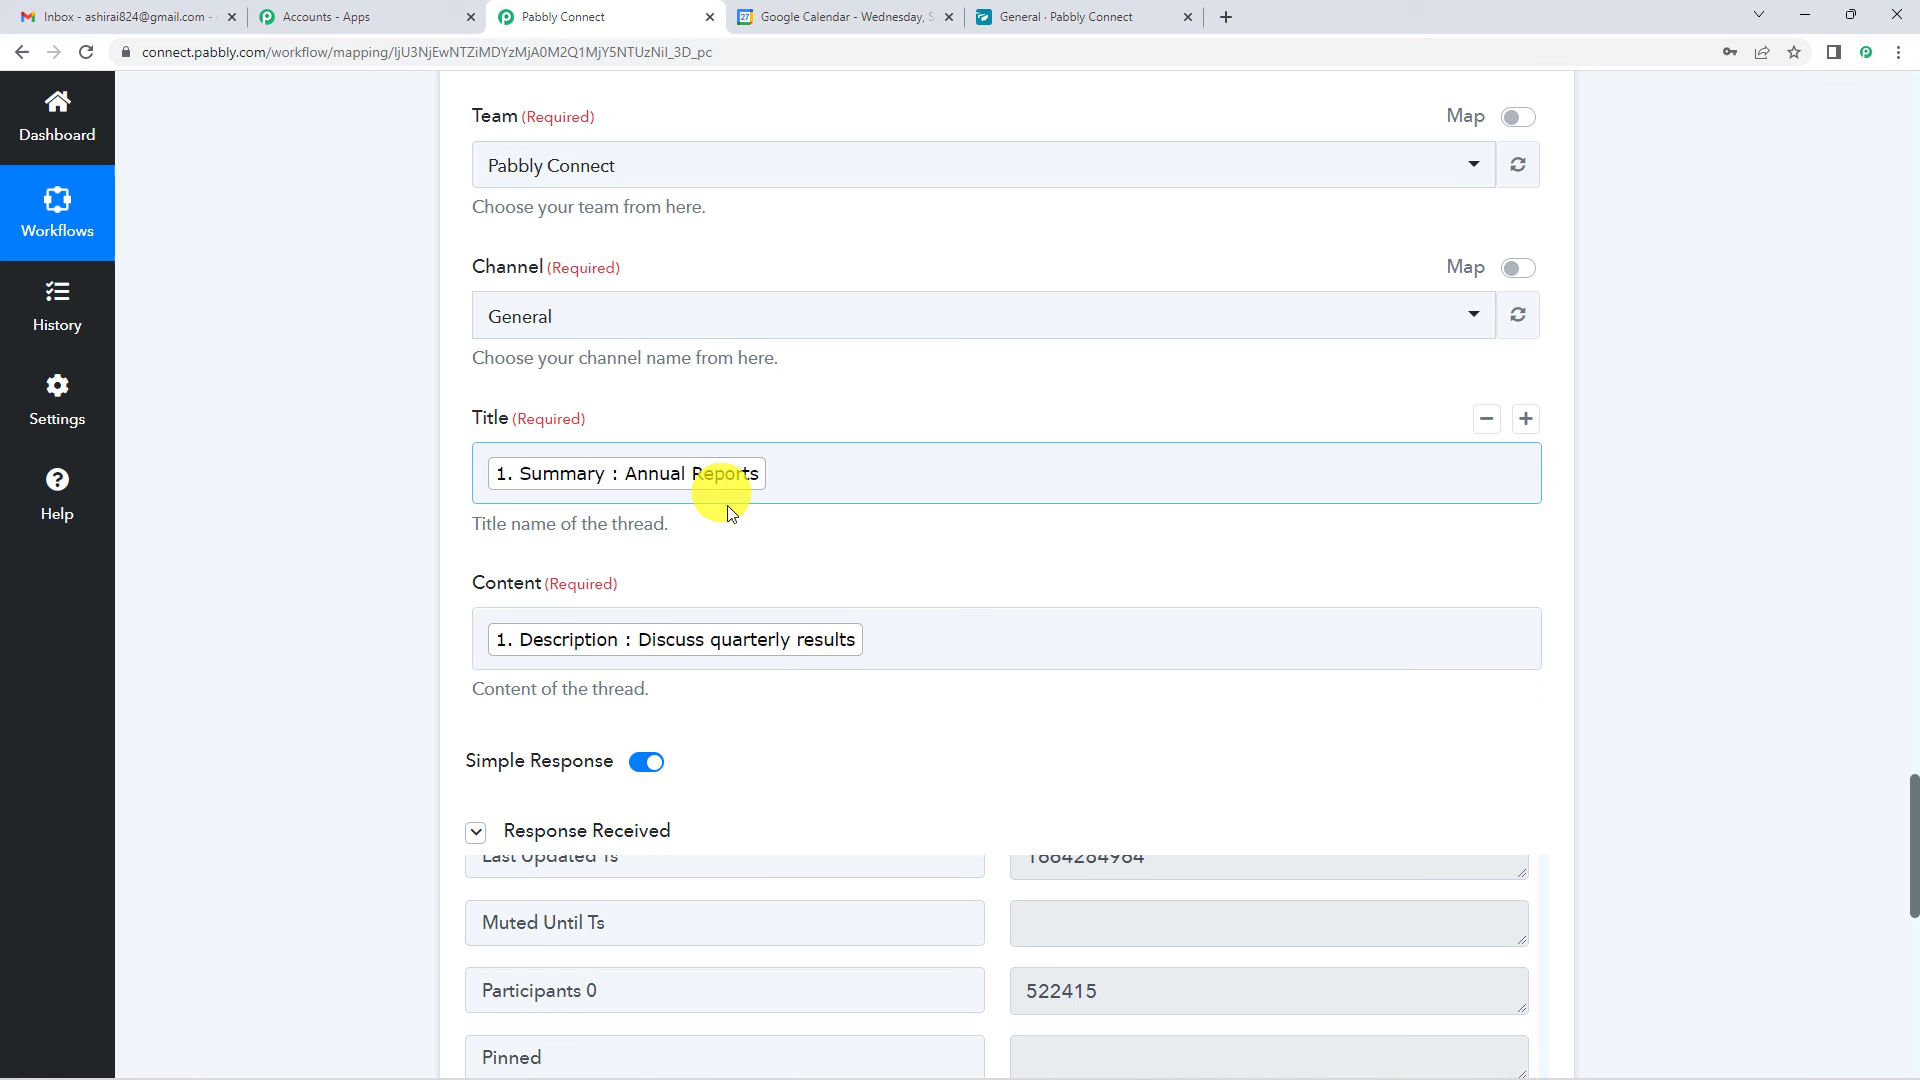 Inbox - ashirai824@gmail.com -
Accounts - Apps
Pabbly Connect
Google Calendar - Wednesday, S
General · Pabbly Connect
connect.pabbly.com/workflow/mapping/IjU3NjEwNTZiMDYzMjA0M2Q1MjY5NTUzNiI_3D_pc
Dashboard
Workflows
History
Settings
Help
Team (Required)
Map
Pabbly Connect
Choose your team from here.
Channel (Required)
Map
General
Choose your channel name from here.
Title (Required)
1. Summary : Annual Reports
Title name of the thread.
Content (Required)
1. Description : Discuss quarterly results
Content of the thread.
Simple Response
Response Received
Last Updated Ts
1664284964
Muted Until Ts
Participants 0
522415
Pinned